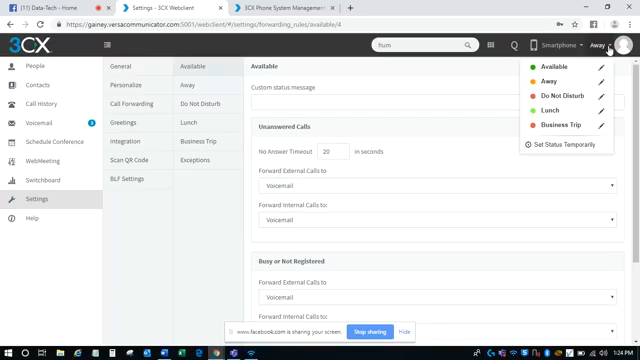 (1) Data-Tech - Home
Settings - 3CX Webclient
3CX Phone System Managemen
https://gainey.versacommunicator.com:5001/webclient/#/settings/forwarding_rules/available/4
3CX
hum
Smartphone
Away
People
Contacts
Call History
Voicemail
3
Schedule Conference
WebMeeting
Switchboard
Settings
Help
General
Personalize
Call Forwarding
Greetings
Integration
Scan QR Code
BLF Settings
Available
Away
Do Not Disturb
Lunch
Business Trip
Exceptions
Available
Custom status message
Unanswered Calls
No Answer Timeout 20 in seconds
Forward External Calls to
Voicemail
Forward Internal Calls to:
Voicemail
Busy or Not Registered
Forward External Calls to
Voicemail
Forward Internal Calls to:
Available
Away
Do Not Disturb
Lunch
Business Trip
Set Status Temporarily
www.facebook.com is sharing your screen.
Stop sharing
Hide
1:24 PM